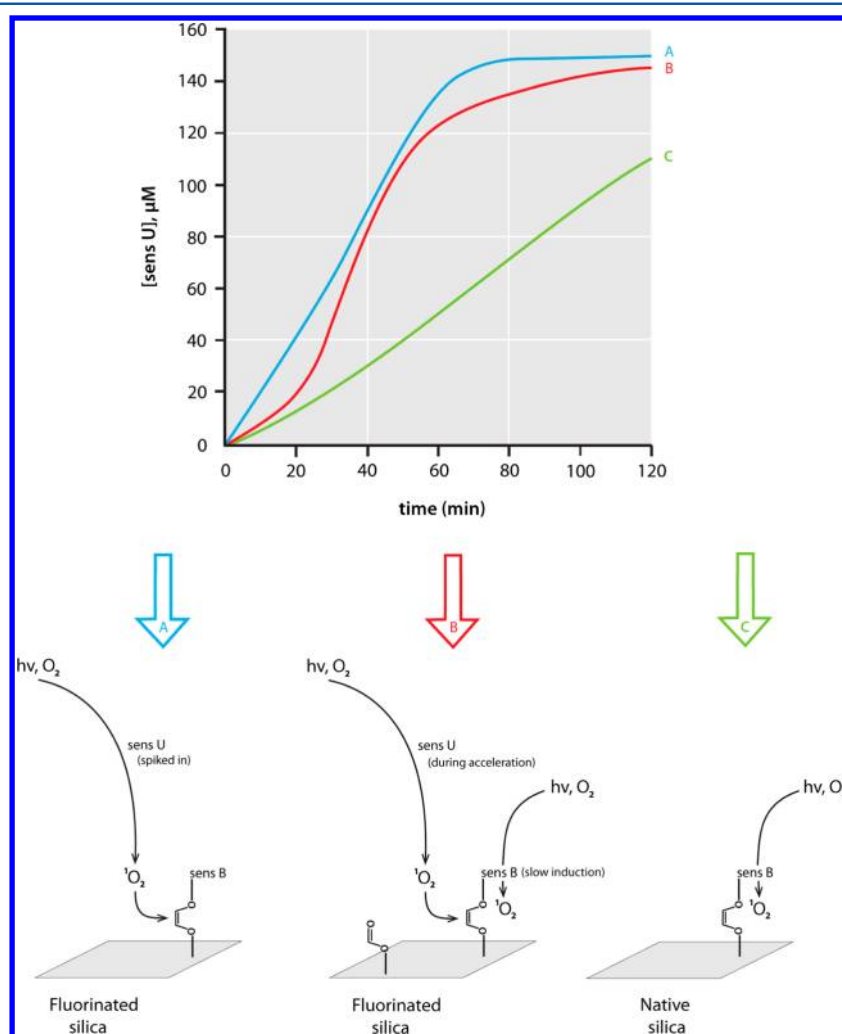 160
140
120
100
80
60
40
20
0
[sens U], µM
A
B
C
0 20 40 60 80 100 120
time (min)
A
B
C
hν, O₂
sens U
(spiked in)
¹O₂
sens B
O
O
Fluorinated
silica
hν, O₂
sens U
(during acceleration)
hν, O₂
¹O₂
sens B (slow induction)
¹O₂
O
O
O
O
Fluorinated
silica
hν, O
sens B
¹O₂
O
O
Native
silica